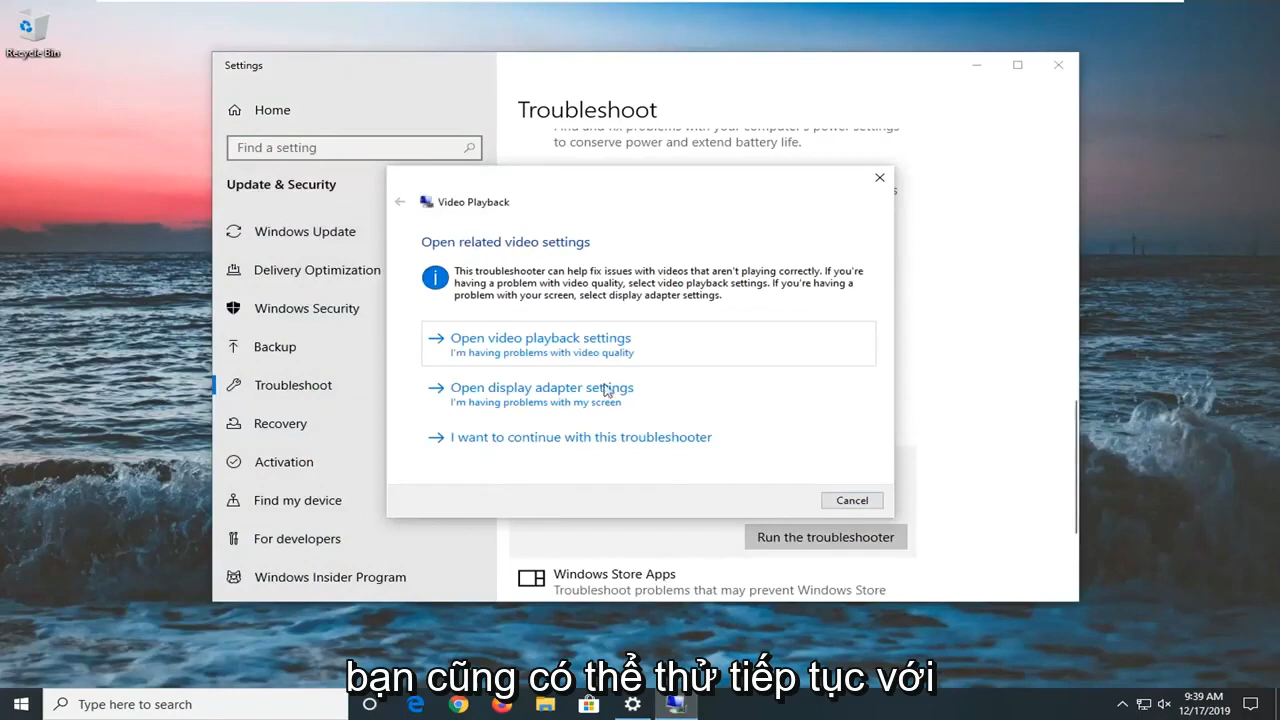 Recycle Bin
Settings
Home
Find a setting
Update & Security
Windows Update
Delivery Optimization
Windows Security
Backup
Troubleshoot
Recovery
Activation
Find my device
For developers
Windows Insider Program
Troubleshoot
Find and fix problems with your computer's power settings
to conserve power and extend battery life.
Video Playback
Open related video settings
This troubleshooter can help fix issues with videos that aren't playing correctly. If you're
having a problem with video quality, select video playback settings. If you're having a
problem with your screen, select display adapter settings.
Open video playback settings
I'm having problems with video quality
Open display adapter settings
I'm having problems with my screen
I want to continue with this troubleshooter
Cancel
Run the troubleshooter
Windows Store Apps
Troubleshoot problems that may prevent Windows Store
bạn cũng có thể thử tiếp tục với
Type here to search
9:39 AM
12/17/2019